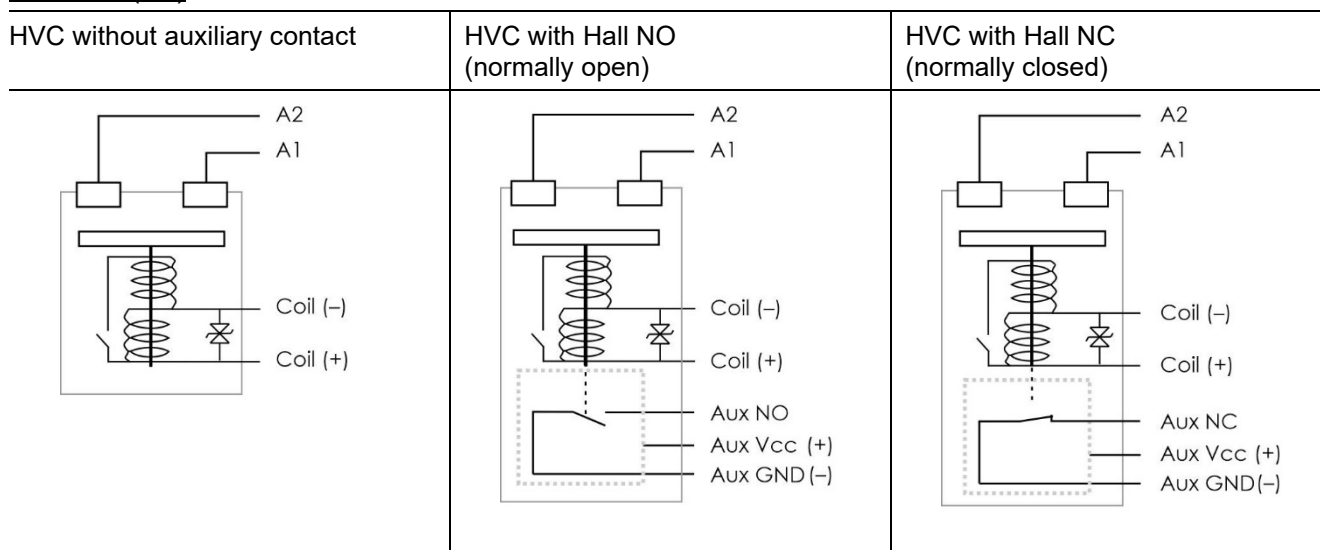 HVC without auxiliary contact
HVC with Hall NO
(normally open)
HVC with Hall NC
(normally closed)
A2
A1
Coil (–)
Coil (+)
A2
A1
Coil (–)
Coil (+)
Aux NO
Aux Vcc (+)
Aux GND(–)
A2
A1
Coil (–)
Coil (+)
Aux NC
Aux Vcc (+)
Aux GND(–)